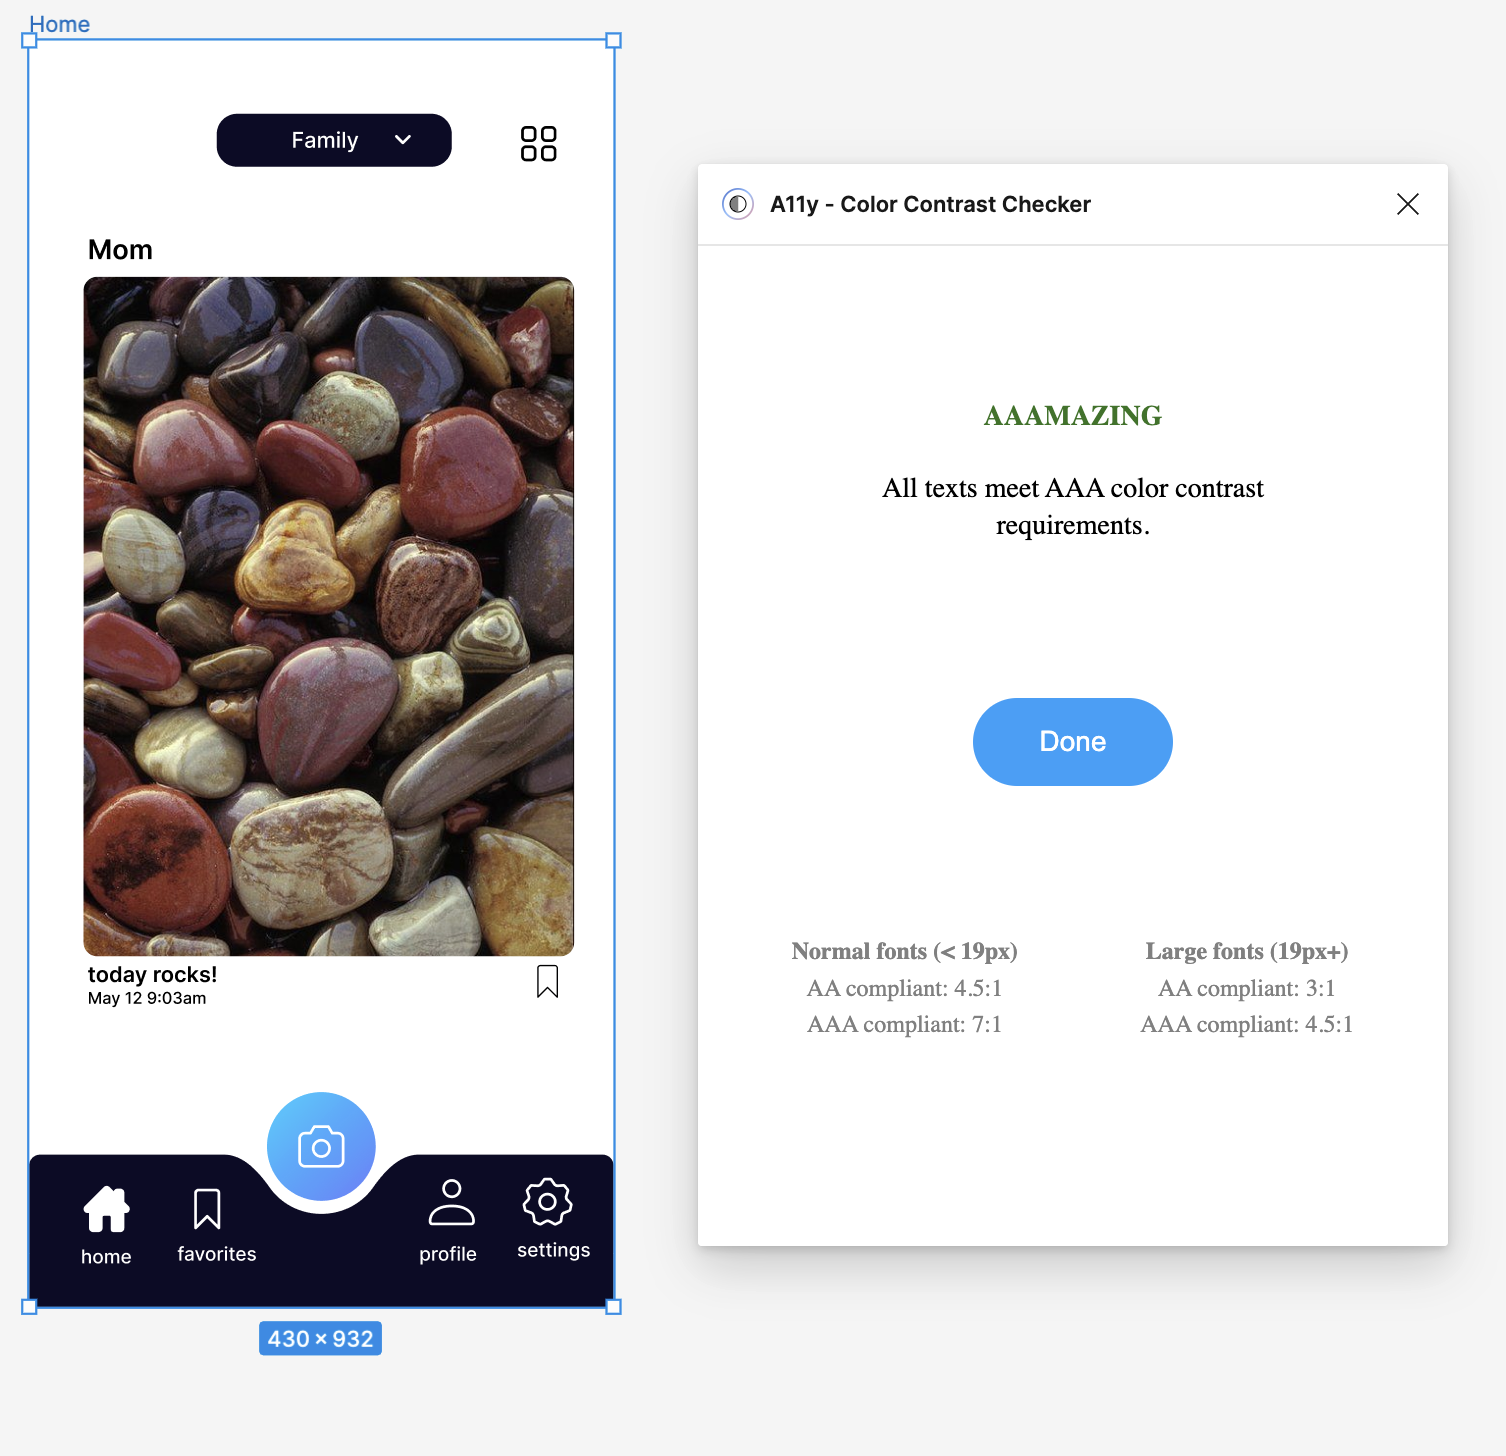 Home
Family
Mom
today rocks!
May 12 9:03am
home
favorites
profile
settings
430 × 932
A11y - Color Contrast Checker
AAAMAZING
All texts meet AAA color contrast
requirements.
Done
Normal fonts (< 19px)
AA compliant: 4.5:1
AAA compliant: 7:1
Large fonts (19px+)
AA compliant: 3:1
AAA compliant: 4.5:1